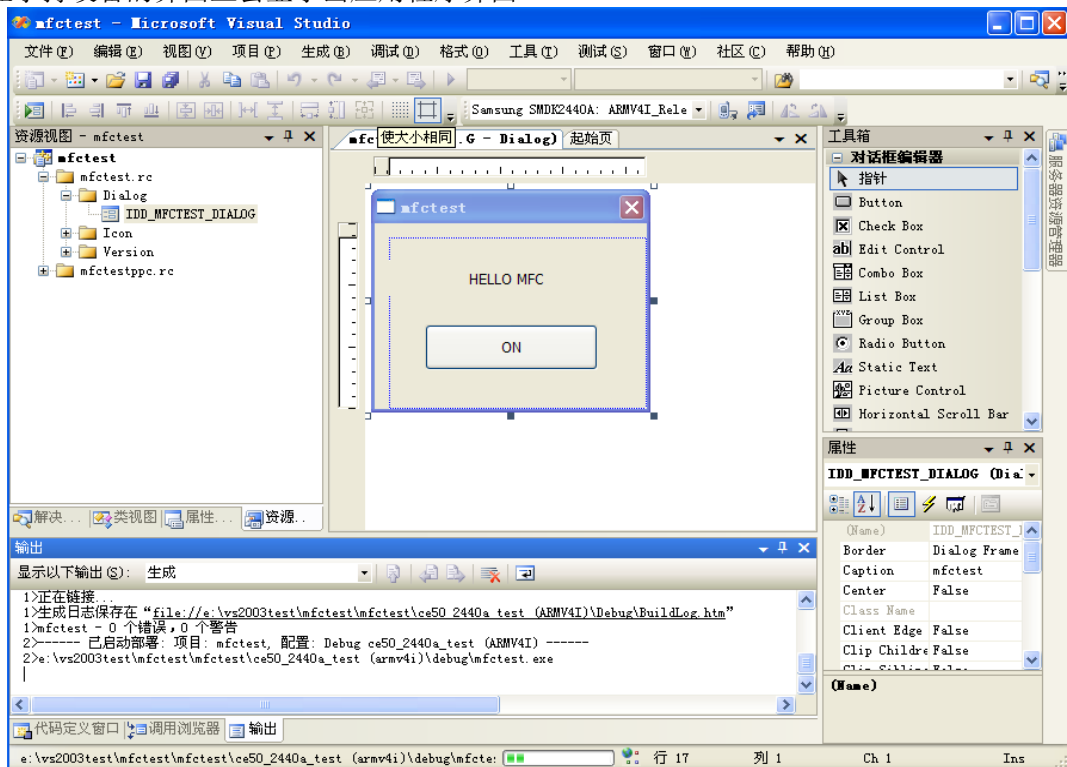 mfctest - Microsoft Visual Studio
文件(F) 编辑(E) 视图(V) 项目(P) 生成(B) 调试(D) 格式(O) 工具(T) 测试(S) 窗口(W) 社区(C) 帮助(H)
Samsung SMDK2440A: ARMV4I_Rele
资源视图 - mfctest
mfc
使大小相同
.G - Dialog)
起始页
工具箱
mfctest
mfctest.rc
Dialog
IDD_MFCTEST_DIALOG
Icon
Version
mfctestppc.rc
mfctest
HELLO MFC
ON
对话框编辑器
指针
Button
Check Box
Edit Control
Combo Box
List Box
Group Box
Radio Button
Static Text
Picture Control
Horizontal Scroll Bar
服务器资源管理器
属性
IDD_MFCTEST_DIALOG (Dia
(Name) IDD_MFCTEST_
Border Dialog Frame
Caption mfctest
Center False
Class Name
Client Edge False
Clip Childre False
(Name)
解决... 类视图 属性... 资源..
输出
显示以下输出(S): 生成
1>正在链接...
1>生成日志保存在“file://e:\vs2003test\mfctest\mfctest\ce50_2440a_test (ARMV4I)\Debug\BuildLog.htm”
1>mfctest - 0 个错误，0 个警告
2>------ 已启动部署: 项目: mfctest, 配置: Debug ce50_2440a_test (ARMV4I) ------
2>e:\vs2003test\mfctest\mfctest\ce50_2440a_test (armv4i)\debug\mfctest.exe
代码定义窗口 调用浏览器 输出
e:\vs2003test\mfctest\mfctest\ce50_2440a_test (armv4i)\debug\mfcte: 行 17 列 1 Ch 1 Ins